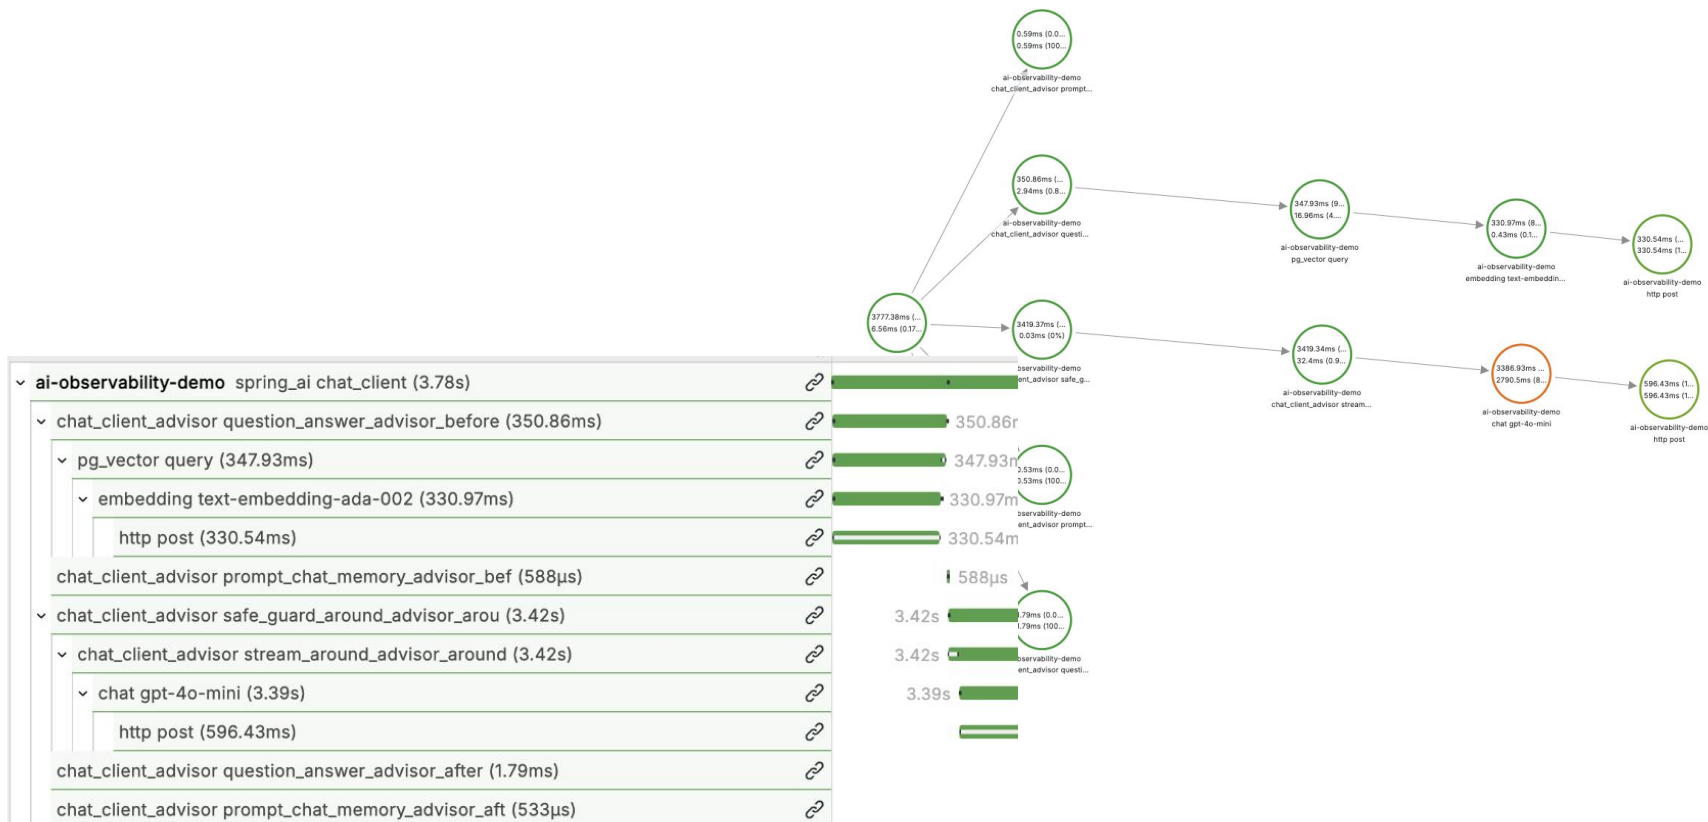 0.59ms (0.0...
0.59ms (100...
ai-observability-demo
chat_client_advisor prompt...
350.86ms (...
2.94ms (0.8...
ai-observability-demo
chat_client_advisor questi...
347.93ms (9...
16.96ms (4....
ai-observability-demo
pg_vector query
330.97ms (8...
0.43ms (0.1...
ai-observability-demo
embedding text-embeddin...
330.54ms (...
330.54ms (1...
ai-observability-demo
http post
3777.38ms (...
6.56ms (0.17...
3419.37ms (...
0.03ms (0%)
observability-demo
ent_advisor safe_g...
3419.34ms (...
32.4ms (0.9...
ai-observability-demo
chat_client_advisor stream...
3386.93ms ...
2790.5ms (8...
ai-observability-demo
chat gpt-4o-mini
596.43ms (1...
596.43ms (1...
ai-observability-demo
http post
0.53ms (0.0...
0.53ms (100...
observability-demo
ent_advisor prompt...
.79ms (0.0...
.79ms (100...
observability-demo
ent_advisor questi...
ai-observability-demo spring_ai chat_client (3.78s)
chat_client_advisor question_answer_advisor_before (350.86ms)
350.86m
pg_vector query (347.93ms)
347.93m
embedding text-embedding-ada-002 (330.97ms)
330.97m
http post (330.54ms)
330.54m
chat_client_advisor prompt_chat_memory_advisor_bef (588μs)
588μs
chat_client_advisor safe_guard_around_advisor_arou (3.42s)
3.42s
chat_client_advisor stream_around_advisor_around (3.42s)
3.42s
chat gpt-4o-mini (3.39s)
3.39s
http post (596.43ms)
chat_client_advisor question_answer_advisor_after (1.79ms)
chat_client_advisor prompt_chat_memory_advisor_aft (533μs)